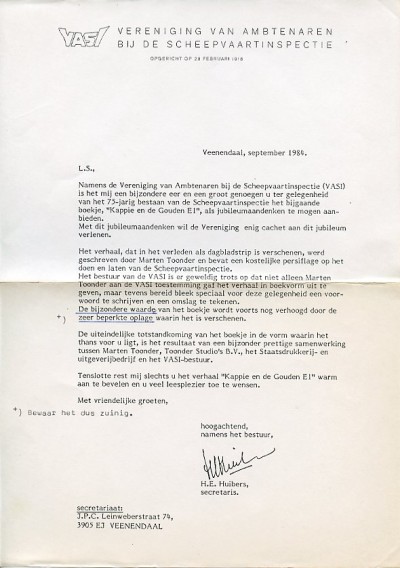 VASI VERENIGING VAN AMBTENAREN
BIJ DE SCHEEPVAARTINSPECTIE
OPGERICHT OP 28 FEBRUARI 1918
Veenendaal, september 1984.
L.S.,
Namens de Vereniging van Ambtenaren bij de Scheepvaartinspectie (VASI)
is het mij een bijzondere eer en een groot genoegen u ter gelegenheid
van het 75-jarig bestaan van de Scheepvaartinspectie het bijgaande
boekje, "Kappie en de Gouden E1", als jubileumaandenken te mogen aan-
bieden.
Met dit jubileumaandenken wil de Vereniging enig cachet aan dit jubileum
verlenen.
Het verhaal, dat in het verleden als dagbladstrip is verschenen, werd
geschreven door Marten Toonder en bevat een kostelijke persiflage op het
doen en laten van de Scheepvaartinspectie.
Het bestuur van de VASI is er geweldig trots op dat niet alleen Marten
Toonder aan de VASI toestemming gaf het verhaal in boekvorm uit te
geven, maar tevens bereid bleek speciaal voor deze gelegenheid een voor-
woord te schrijven en een omslag te tekenen.
De bijzondere waarde van het boekje wordt voorts nog verhoogd door de
+) zeer beperkte oplage waarin het is verschenen.
De uiteindelijke totstandkoming van het boekje in de vorm waarin het
thans voor u ligt, is het resultaat van een bijzonder prettige samenwerking
tussen Marten Toonder, Toonder Studio's B.V., het Staatsdrukkerij- en
uitgeverijbedrijf en het VASI-bestuur.
Tenslotte rest mij slechts u het verhaal "Kappie en de Gouden E1" warm
aan te bevelen en u veel leesplezier toe te wensen.
Met vriendelijke groeten,
+) Bewaar het dus zuinig.
hoogachtend,
namens het bestuur,
H.E. Huibers,
secretaris.
secretariaat:
J.P.C. Leinweberstraat 74,
3905 EJ VEENENDAAL